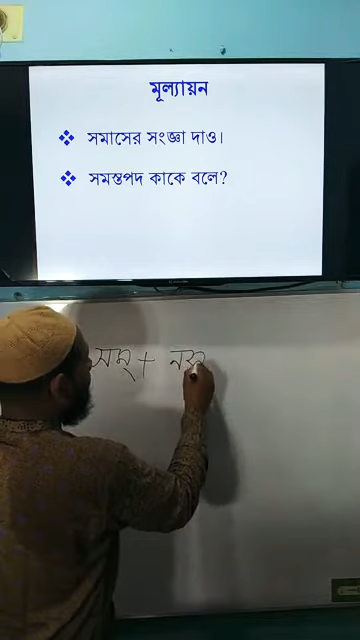 মূল্যায়ন
❖ সমাসের সংজ্ঞা দাও।
❖ সমস্তপদ কাকে বলে?
সম্ +